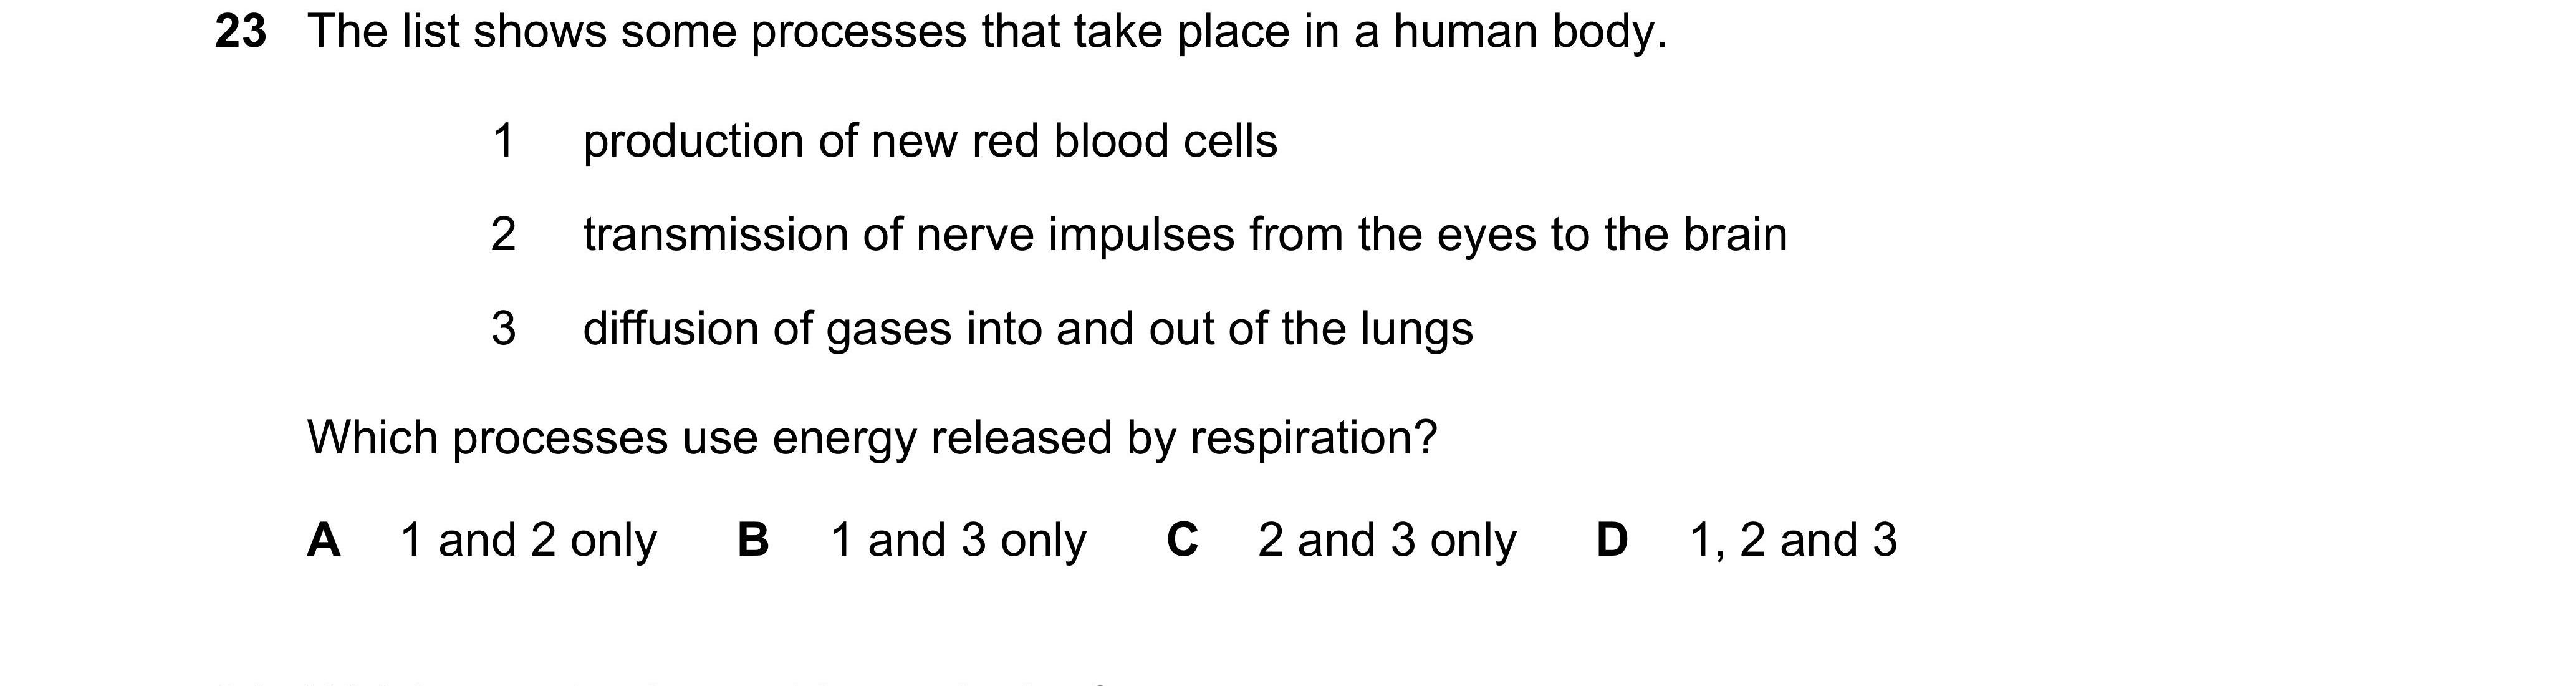 23 The list shows some processes that take place in a human body.
1 production of new red blood cells
2 transmission of nerve impulses from the eyes to the brain
3 diffusion of gases into and out of the lungs
Which processes use energy released by respiration?
A 1 and 2 only B 1 and 3 only C 2 and 3 only D 1, 2 and 3